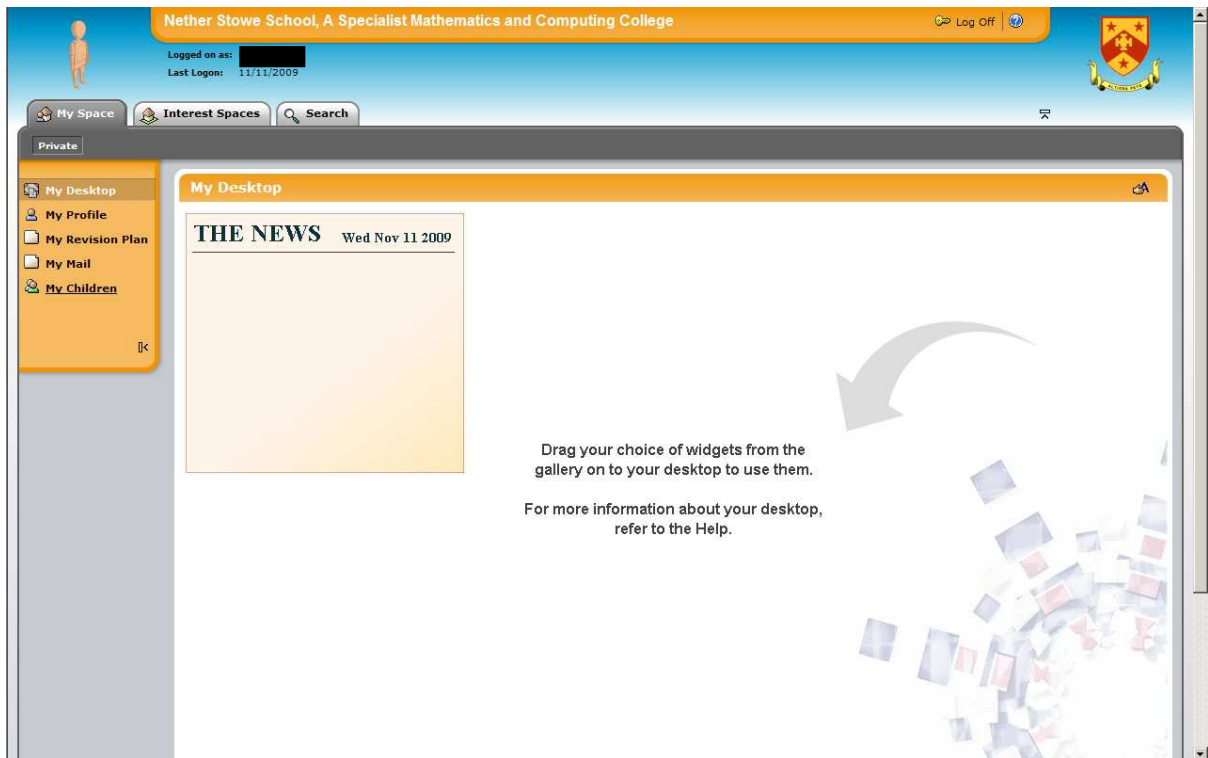 Nether Stowe School, A Specialist Mathematics and Computing College
Log Off
Logged on as:
Last Logon: 11/11/2009
My Space
Interest Spaces
Search
Private
My Desktop
My Profile
My Revision Plan
My Mail
My Children
My Desktop
THE NEWS Wed Nov 11 2009
Drag your choice of widgets from the
gallery on to your desktop to use them.
For more information about your desktop,
refer to the Help.